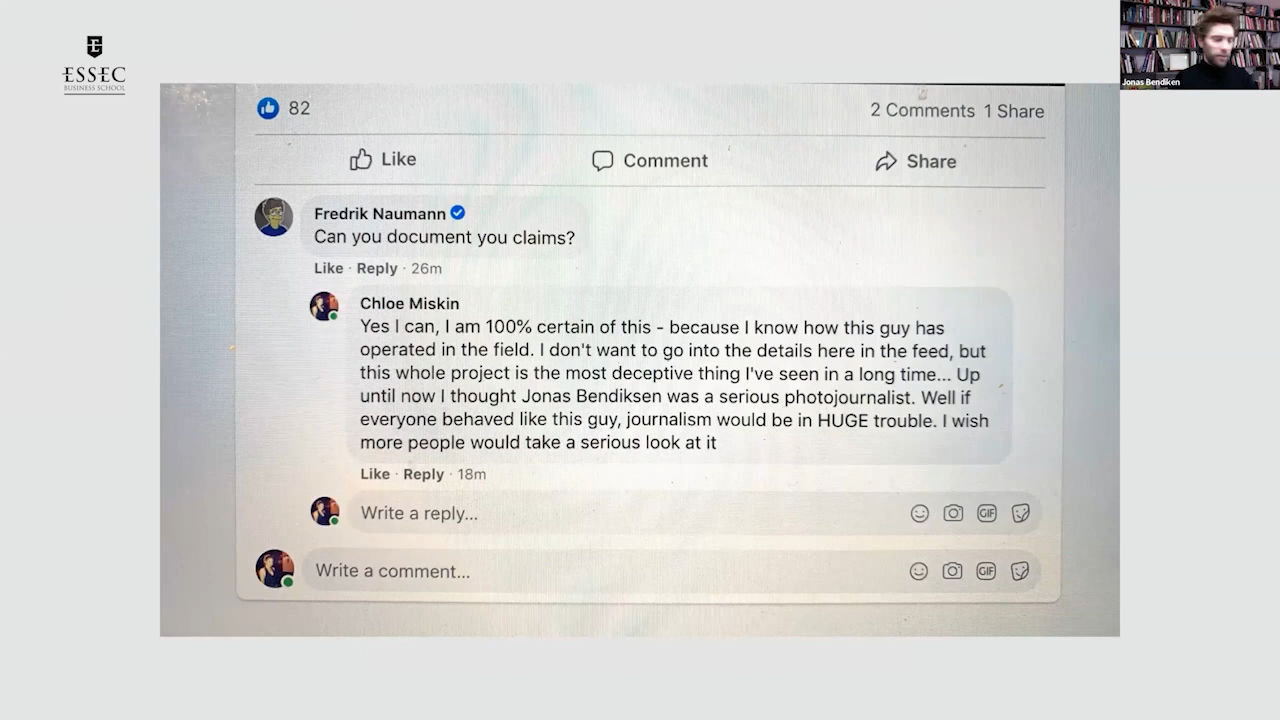 ESSEC
BUSINESS SCHOOL
Jonas Bendiken
82
2 Comments 1 Share
Like
Comment
Share
Fredrik Naumann
Can you document you claims?
Like · Reply · 26m
Chloe Miskin
Yes I can, I am 100% certain of this - because I know how this guy has
operated in the field. I don't want to go into the details here in the feed, but
this whole project is the most deceptive thing I've seen in a long time... Up
until now I thought Jonas Bendiksen was a serious photojournalist. Well if
everyone behaved like this guy, journalism would be in HUGE trouble. I wish
more people would take a serious look at it
Like · Reply · 18m
Write a reply...
GIF
Write a comment...
GIF